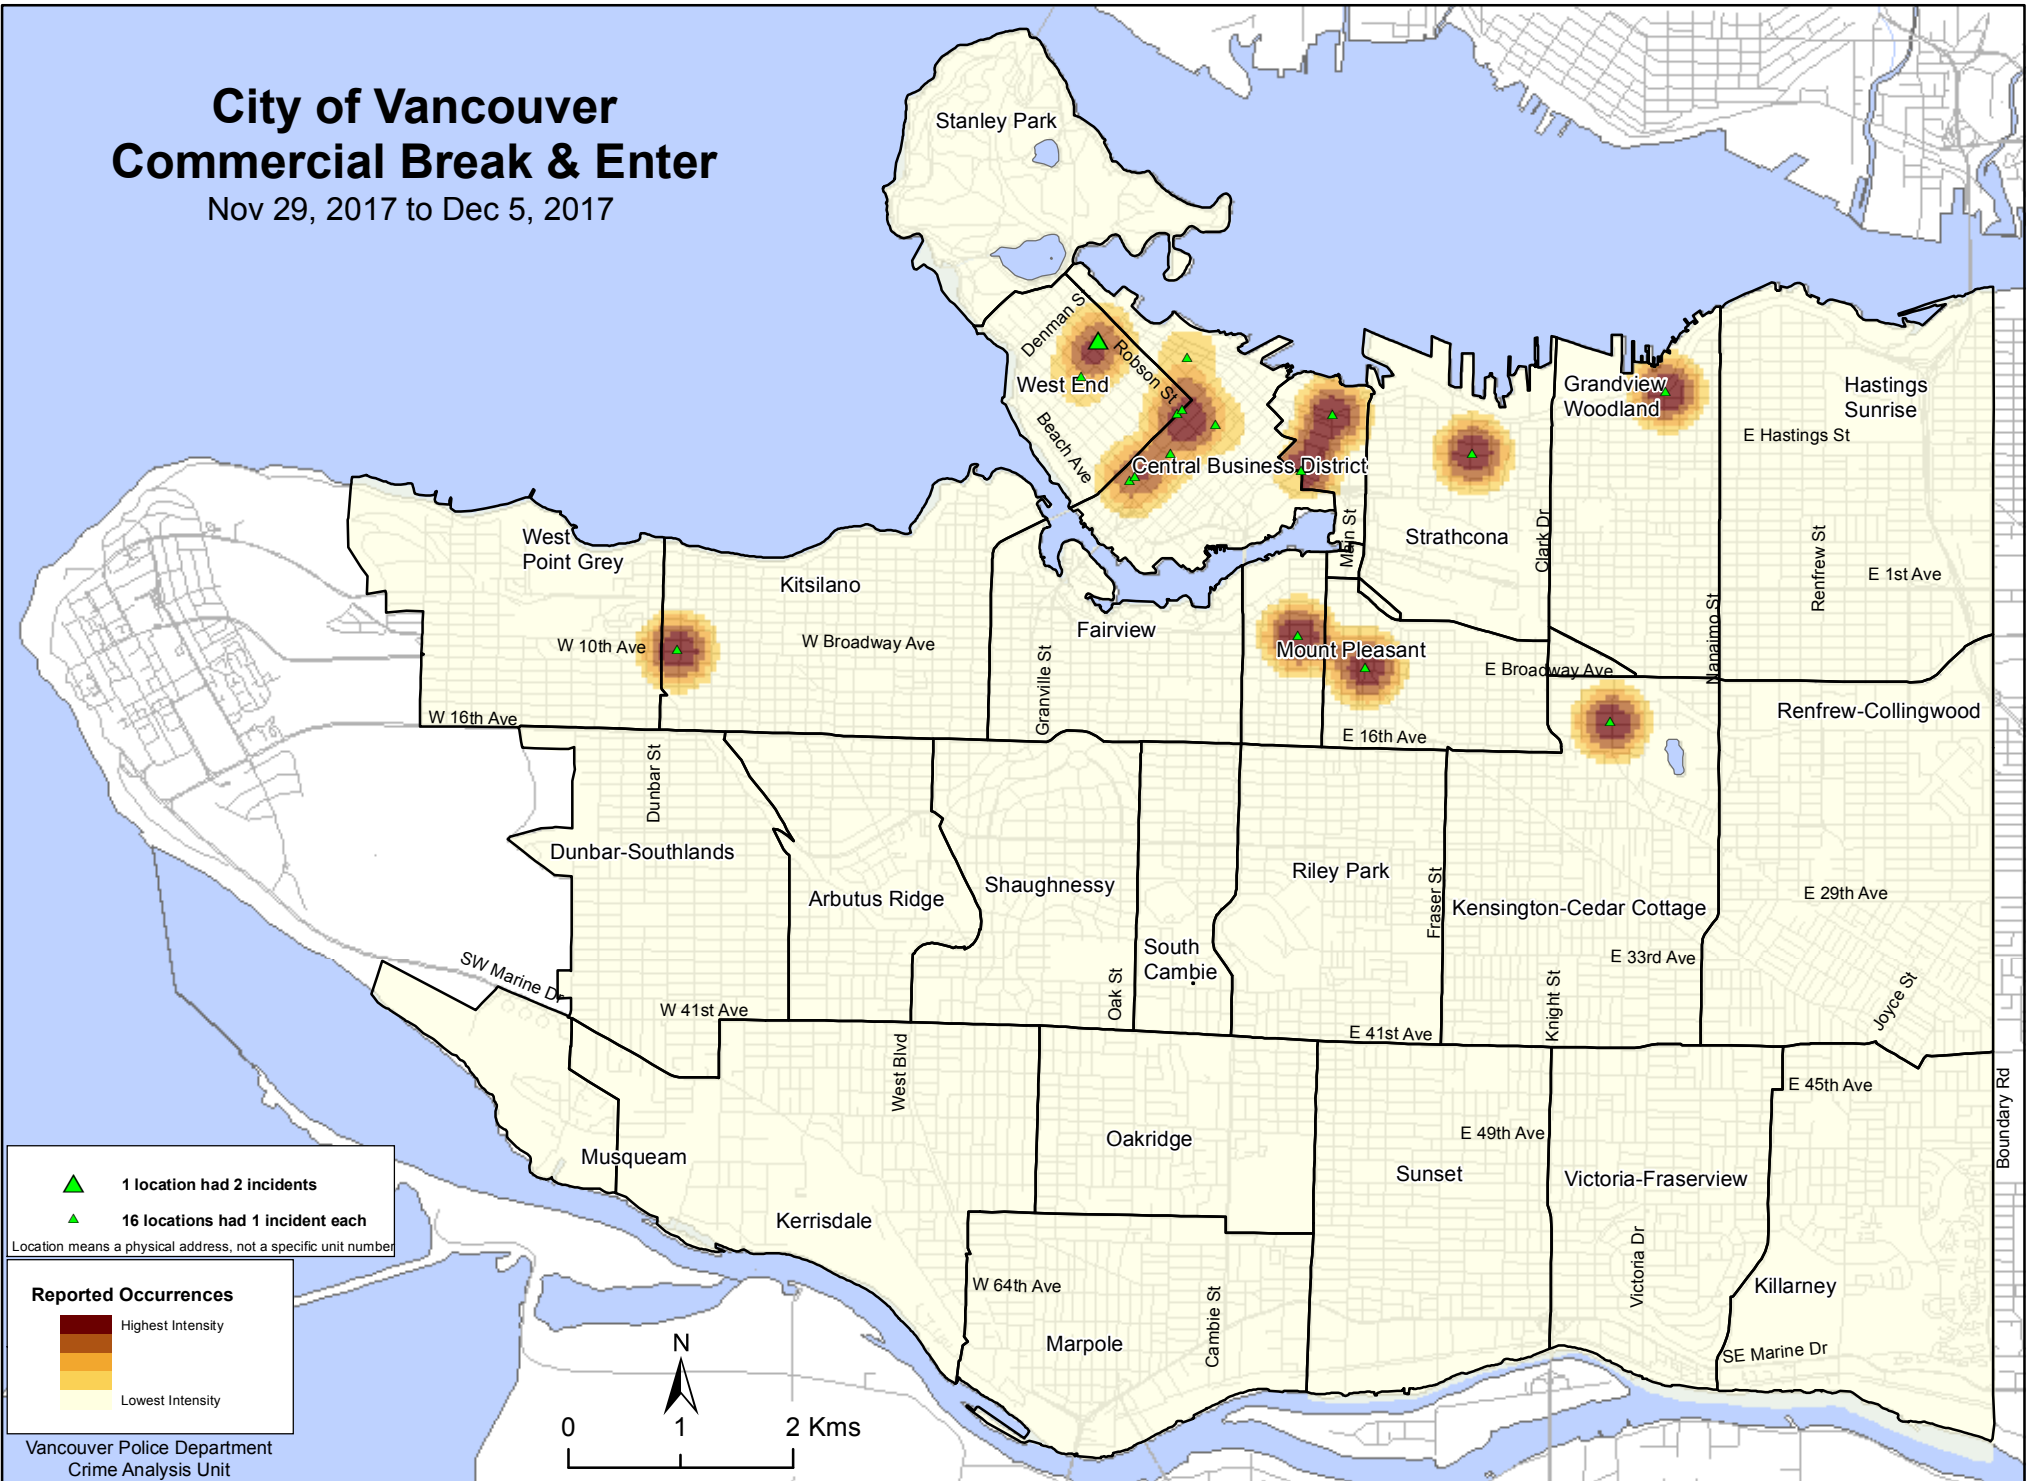 City of Vancouver
Commercial Break & Enter
Nov 29, 2017 to Dec 5, 2017
Stanley Park
Denman S
Robson St
West End
Beach Ave
Central Business District
Grandview
Woodland
Hastings
Sunrise
E Hastings St
Strathcona
Main St
Clark Dr
Nanaimo St
Renfrew St
E 1st Ave
West
Point Grey
Kitsilano
W 10th Ave
W Broadway Ave
Fairview
Granville St
Mount Pleasant
E Broadway Ave
W 16th Ave
E 16th Ave
Renfrew-Collingwood
Dunbar St
Dunbar-Southlands
Arbutus Ridge
Shaughnessy
Riley Park
Fraser St
Kensington-Cedar Cottage
E 29th Ave
South
Cambie
E 33rd Ave
SW Marine Dr
W 41st Ave
Oak St
E 41st Ave
Knight St
Joyce St
West Blvd
E 45th Ave
Boundary Rd
Musqueam
Oakridge
E 49th Ave
Sunset
Victoria-Fraserview
Kerrisdale
Victoria Dr
W 64th Ave
Cambie St
Killarney
Marpole
SE Marine Dr
1 location had 2 incidents
16 locations had 1 incident each
Location means a physical address, not a specific unit number
Reported Occurrences
Highest Intensity
Lowest Intensity
Vancouver Police Department
Crime Analysis Unit
N
0 1 2 Kms